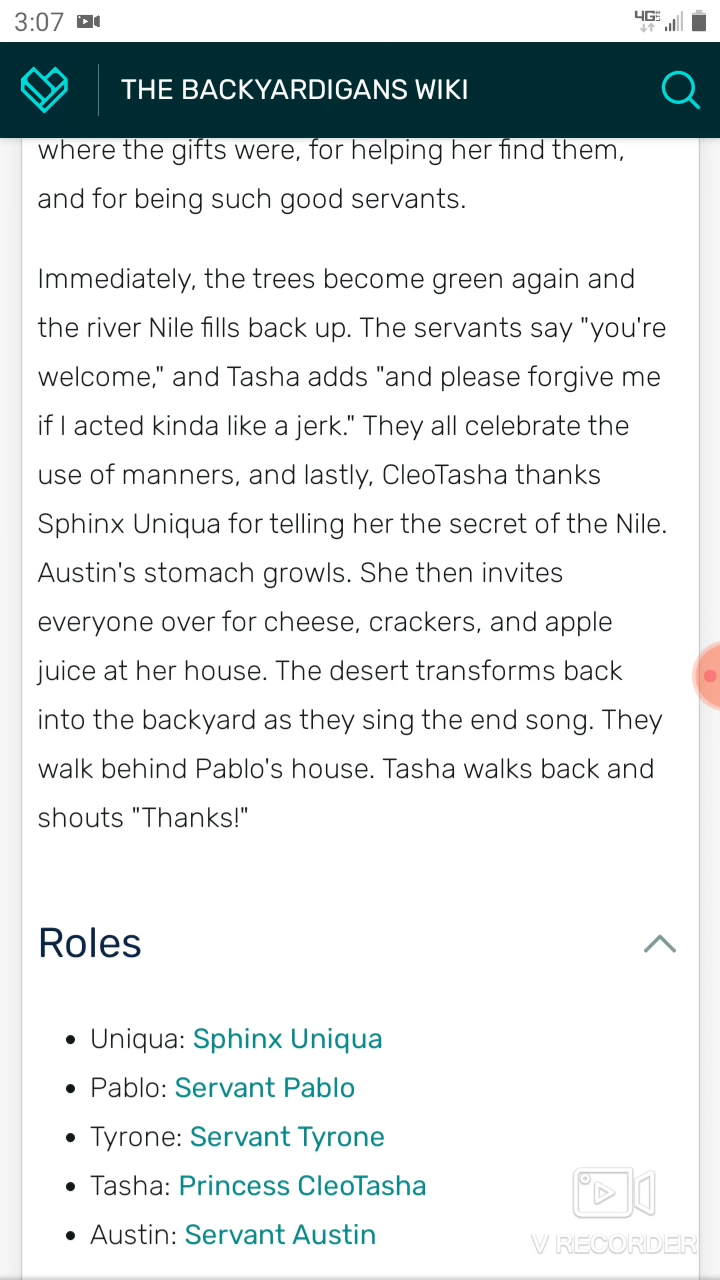 3:07
4G
THE BACKYARDIGANS WIKI
where the gifts were, for helping her find them,
and for being such good servants.
Immediately, the trees become green again and
the river Nile fills back up. The servants say "you're
welcome," and Tasha adds "and please forgive me
if I acted kinda like a jerk." They all celebrate the
use of manners, and lastly, CleoTasha thanks
Sphinx Uniqua for telling her the secret of the Nile.
Austin's stomach growls. She then invites
everyone over for cheese, crackers, and apple
juice at her house. The desert transforms back
into the backyard as they sing the end song. They
walk behind Pablo's house. Tasha walks back and
shouts "Thanks!"
Roles
• Uniqua: Sphinx Uniqua
• Pablo: Servant Pablo
• Tyrone: Servant Tyrone
• Tasha: Princess CleoTasha
• Austin: Servant Austin
V RECORDER